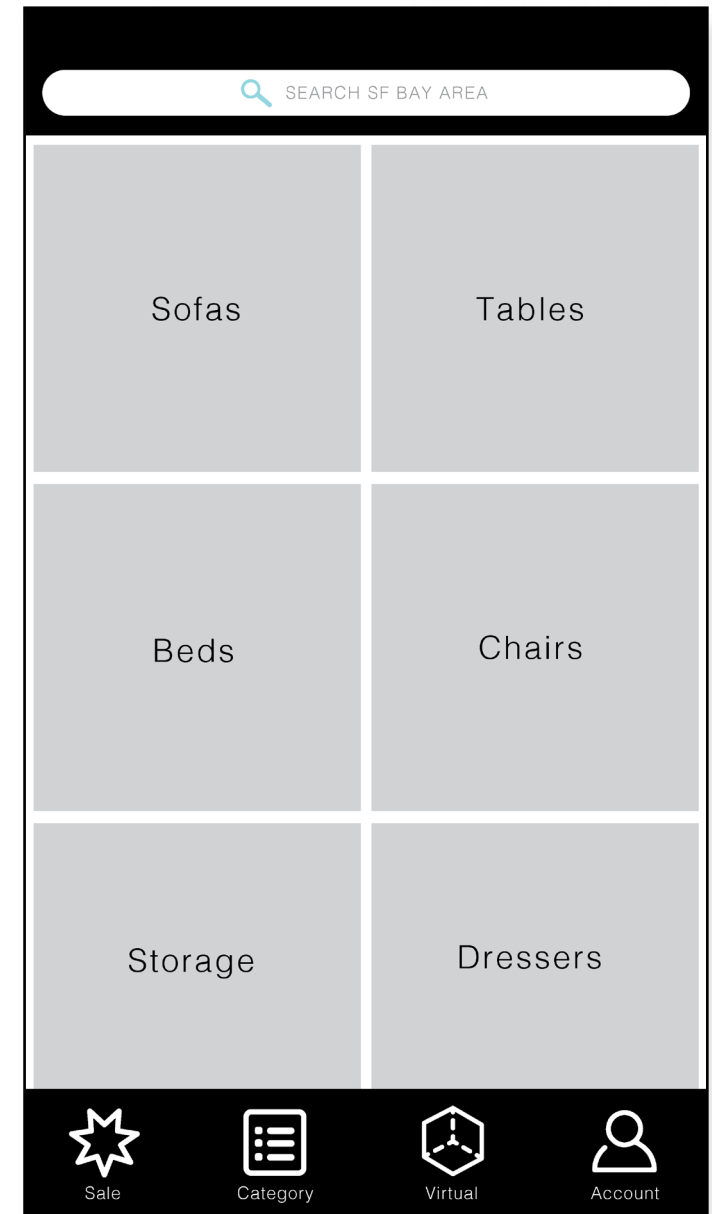 SEARCH SF BAY AREA
Sofas
Tables
Beds
Chairs
Storage
Dressers
Sale
Category
Virtual
Account